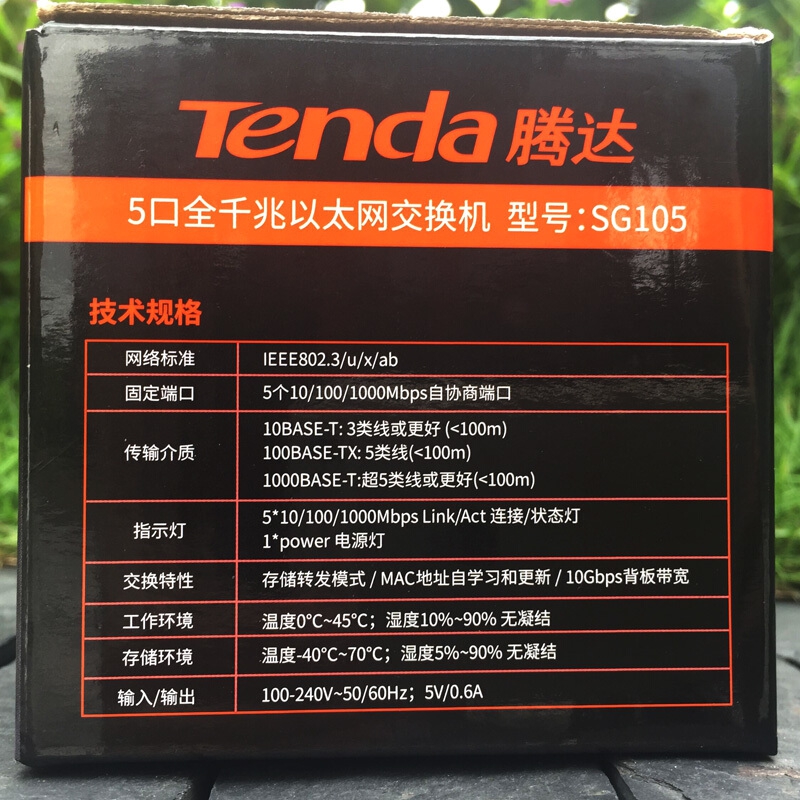 Tenda 腾达
5口全千兆以太网交换机 型号:SG105
技术规格
网络标准 IEEE802.3/u/x/ab
固定端口 5个10/100/1000Mbps自协商端口
传输介质 10BASE-T: 3类线或更好 (<100m)
100BASE-TX: 5类线(<100m)
1000BASE-T:超5类线或更好(<100m)
指示灯 5*10/100/1000Mbps Link/Act 连接/状态灯
1*power 电源灯
交换特性 存储转发模式 / MAC地址自学习和更新 / 10Gbps背板带宽
工作环境 温度0°C~45°C；湿度10%~90% 无凝结
存储环境 温度-40°C~70°C；湿度5%~90% 无凝结
输入/输出 100-240V~50/60Hz；5V/0.6A